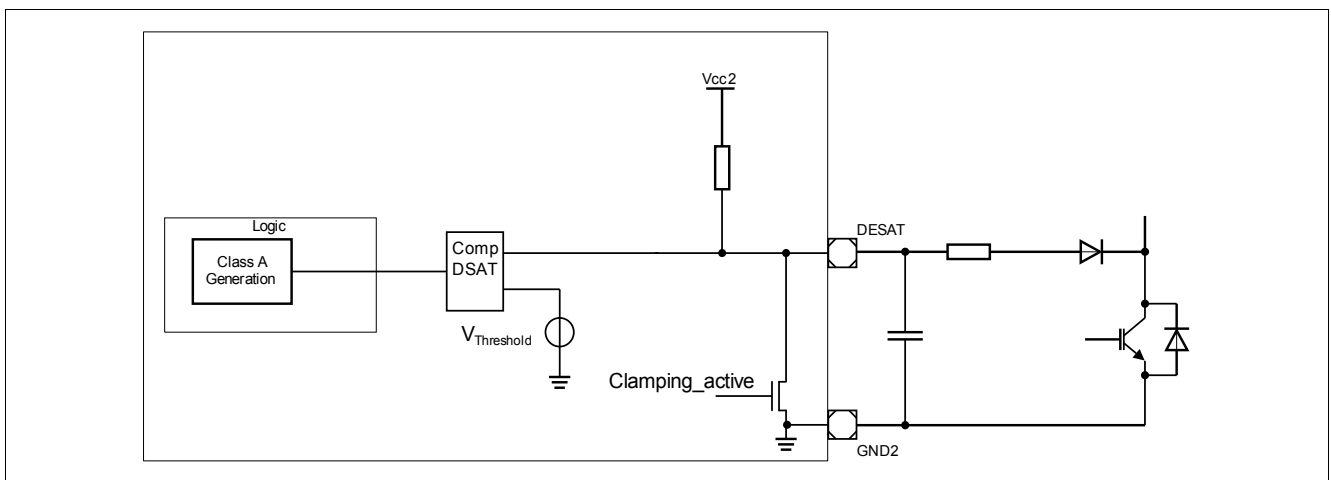 Vcc2
DESAT
Logic
Class A
Generation
Comp
DSAT
VThreshold
Clamping_active
GND2